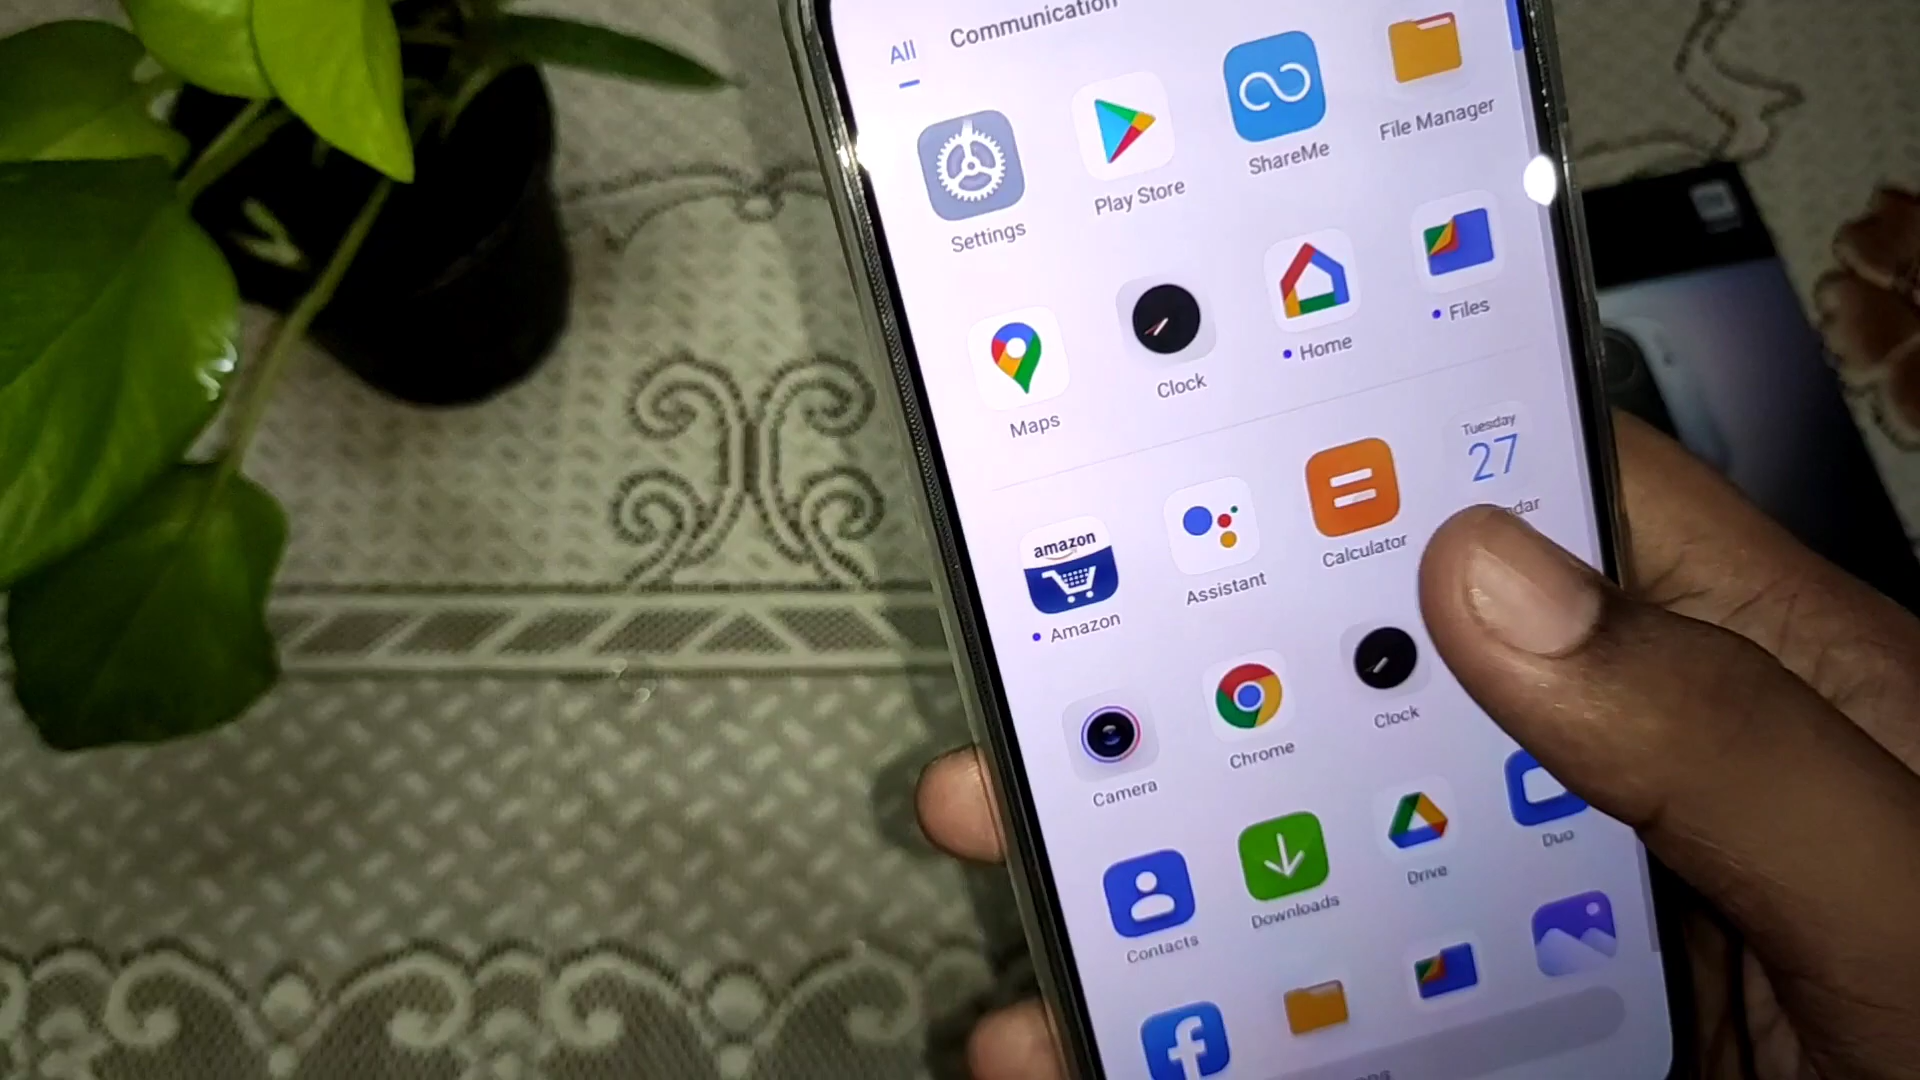 All Communication
Settings Play Store ShareMe File Manager
Maps Clock Home Files
Tuesday
27
amazon
Amazon Assistant Calculator
Camera Chrome Clock
Contacts Downloads Drive Duo